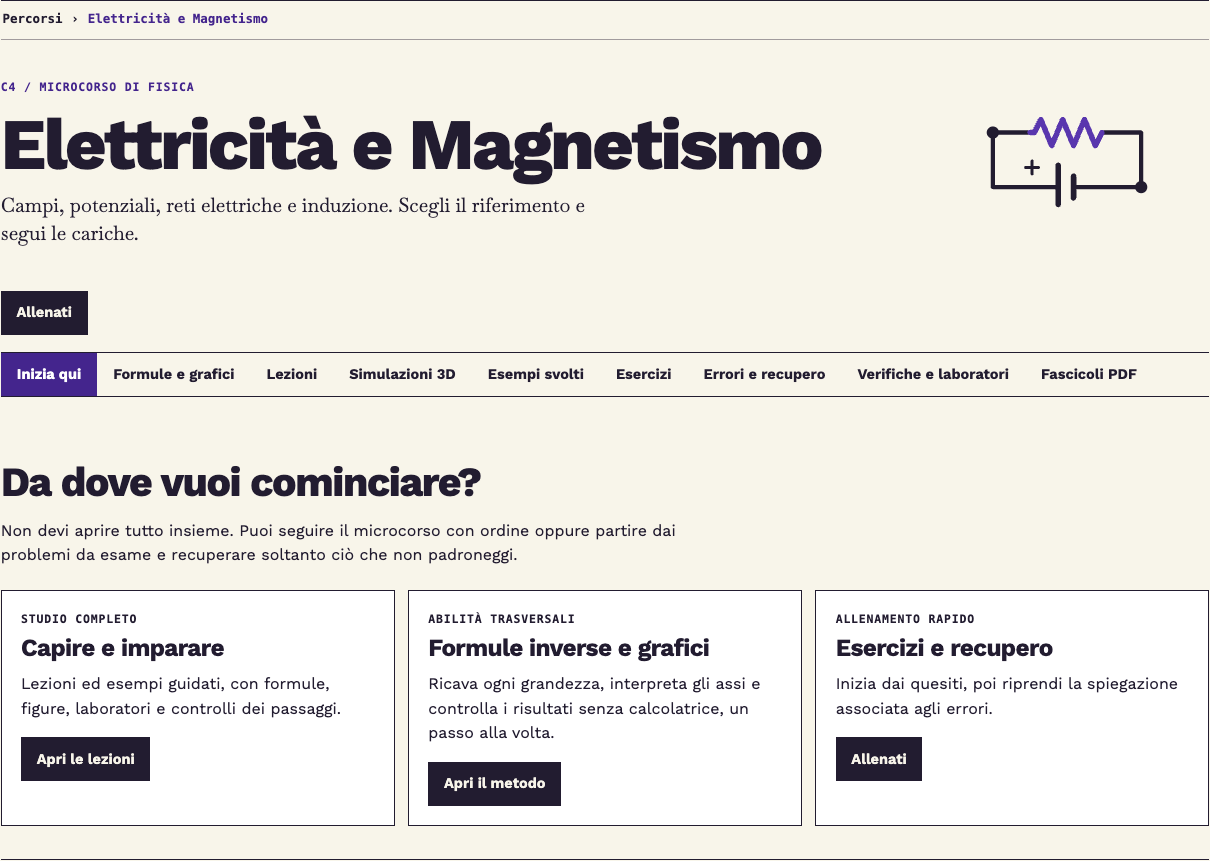 Percorsi › Elettricità e Magnetismo
C4 / MICROCORSO DI FISICA
Elettricità e Magnetismo
Campi, potenziali, reti elettriche e induzione. Scegli il riferimento e
segui le cariche.
+
Allenati
Inizia qui Formule e grafici Lezioni Simulazioni 3D Esempi svolti Esercizi Errori e recupero Verifiche e laboratori Fascicoli PDF
Da dove vuoi cominciare?
Non devi aprire tutto insieme. Puoi seguire il microcorso con ordine oppure partire dai
problemi da esame e recuperare soltanto ciò che non padroneggi.
STUDIO COMPLETO
Capire e imparare
Lezioni ed esempi guidati, con formule,
figure, laboratori e controlli dei passaggi.
Apri le lezioni
ABILITÀ TRASVERSALI
Formule inverse e grafici
Ricava ogni grandezza, interpreta gli assi e
controlla i risultati senza calcolatrice, un
passo alla volta.
Apri il metodo
ALLENAMENTO RAPIDO
Esercizi e recupero
Inizia dai quesiti, poi riprendi la spiegazione
associata agli errori.
Allenati